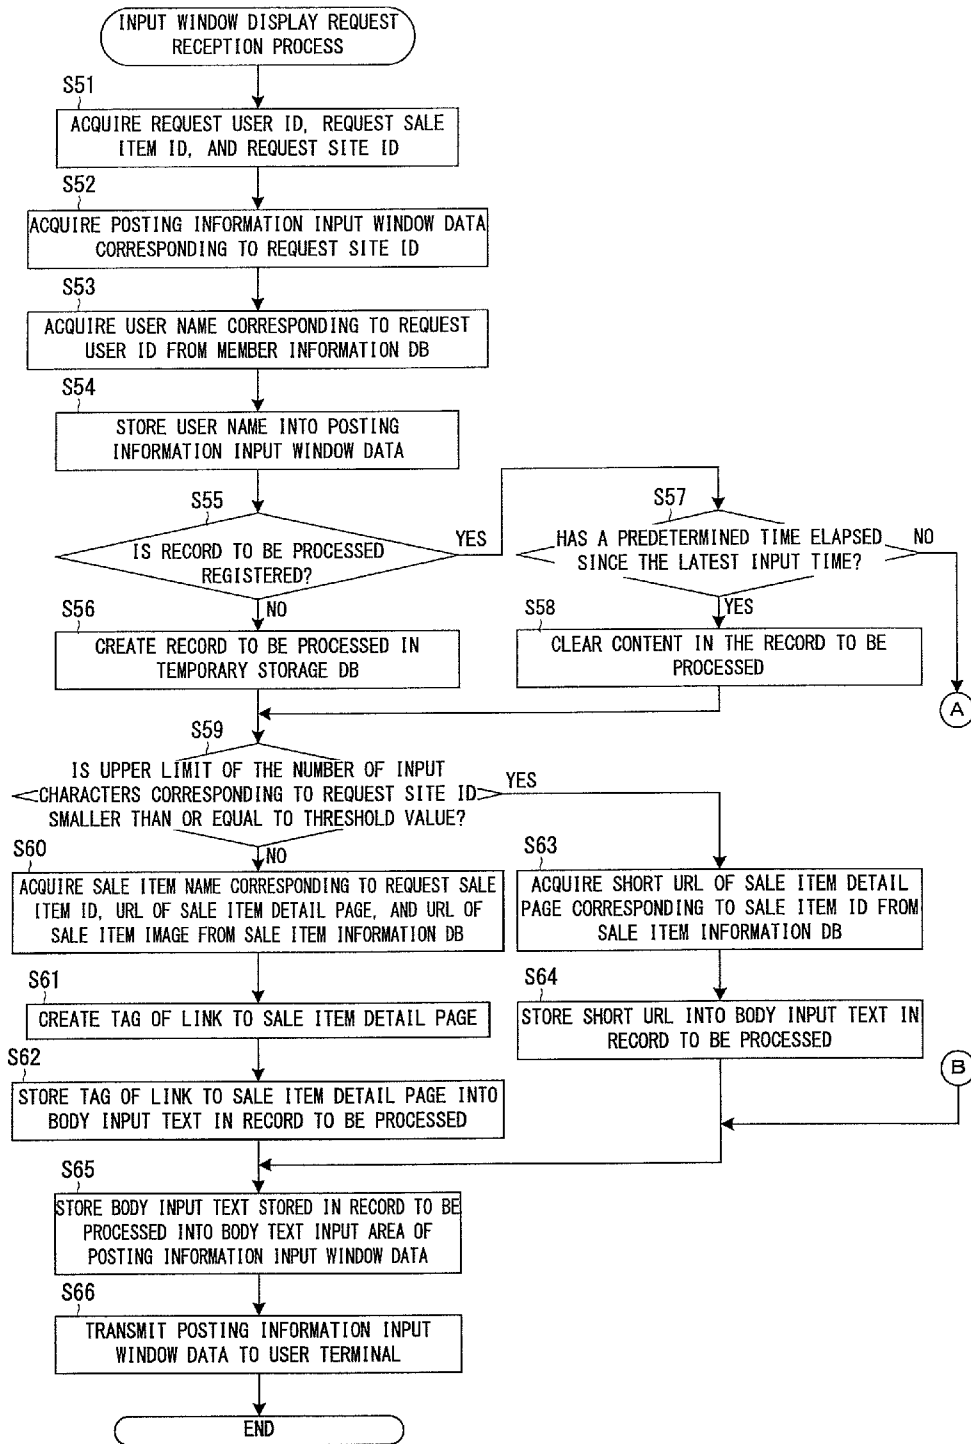 INPUT WINDOW DISPLAY REQUEST
RECEPTION PROCESS
S51
ACQUIRE REQUEST USER ID, REQUEST SALE
ITEM ID, AND REQUEST SITE ID
S52
ACQUIRE POSTING INFORMATION INPUT WINDOW DATA
CORRESPONDING TO REQUEST SITE ID
S53
ACQUIRE USER NAME CORRESPONDING TO REQUEST
USER ID FROM MEMBER INFORMATION DB
S54
STORE USER NAME INTO POSTING
INFORMATION INPUT WINDOW DATA
S55
IS RECORD TO BE PROCESSED
REGISTERED?
YES
NO
S57
HAS A PREDETERMINED TIME ELAPSED
SINCE THE LATEST INPUT TIME?
NO
YES
S56
CREATE RECORD TO BE PROCESSED IN
TEMPORARY STORAGE DB
S58
CLEAR CONTENT IN THE RECORD TO BE
PROCESSED
A
S59
IS UPPER LIMIT OF THE NUMBER OF INPUT
CHARACTERS CORRESPONDING TO REQUEST SITE ID
SMALLER THAN OR EQUAL TO THRESHOLD VALUE?
YES
NO
S60
ACQUIRE SALE ITEM NAME CORRESPONDING TO REQUEST SALE
ITEM ID, URL OF SALE ITEM DETAIL PAGE, AND URL OF
SALE ITEM IMAGE FROM SALE ITEM INFORMATION DB
S63
ACQUIRE SHORT URL OF SALE ITEM DETAIL
PAGE CORRESPONDING TO SALE ITEM ID FROM
SALE ITEM INFORMATION DB
S61
CREATE TAG OF LINK TO SALE ITEM DETAIL PAGE
S64
STORE SHORT URL INTO BODY INPUT TEXT IN
RECORD TO BE PROCESSED
S62
STORE TAG OF LINK TO SALE ITEM DETAIL PAGE INTO
BODY INPUT TEXT IN RECORD TO BE PROCESSED
B
S65
STORE BODY INPUT TEXT STORED IN RECORD TO BE
PROCESSED INTO BODY TEXT INPUT AREA OF
POSTING INFORMATION INPUT WINDOW DATA
S66
TRANSMIT POSTING INFORMATION INPUT
WINDOW DATA TO USER TERMINAL
END